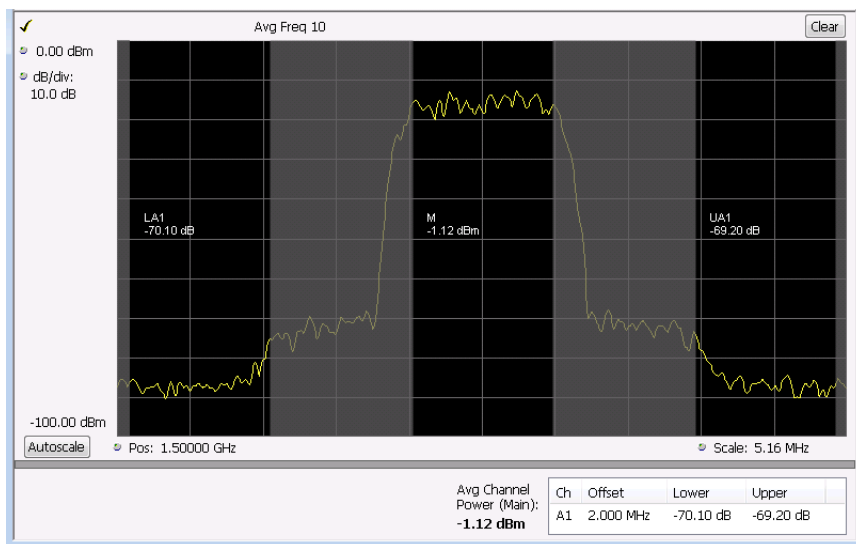 Avg Freq 10
Clear
0.00 dBm
dB/div:
10.0 dB
LA1
-70.10 dB
M
-1.12 dBm
UA1
-69.20 dB
-100.00 dBm
Autoscale
Pos: 1.50000 GHz
Scale: 5.16 MHz
Avg Channel
Power (Main):
-1.12 dBm
Ch Offset Lower Upper
A1 2.000 MHz -70.10 dB -69.20 dB